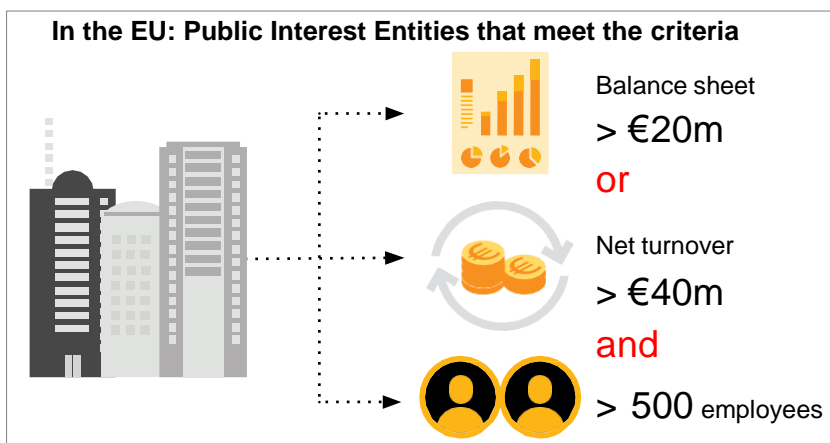 In the EU: Public Interest Entities that meet the criteria
Balance sheet
> €20m
or
Net turnover
> €40m
and
> 500 employees